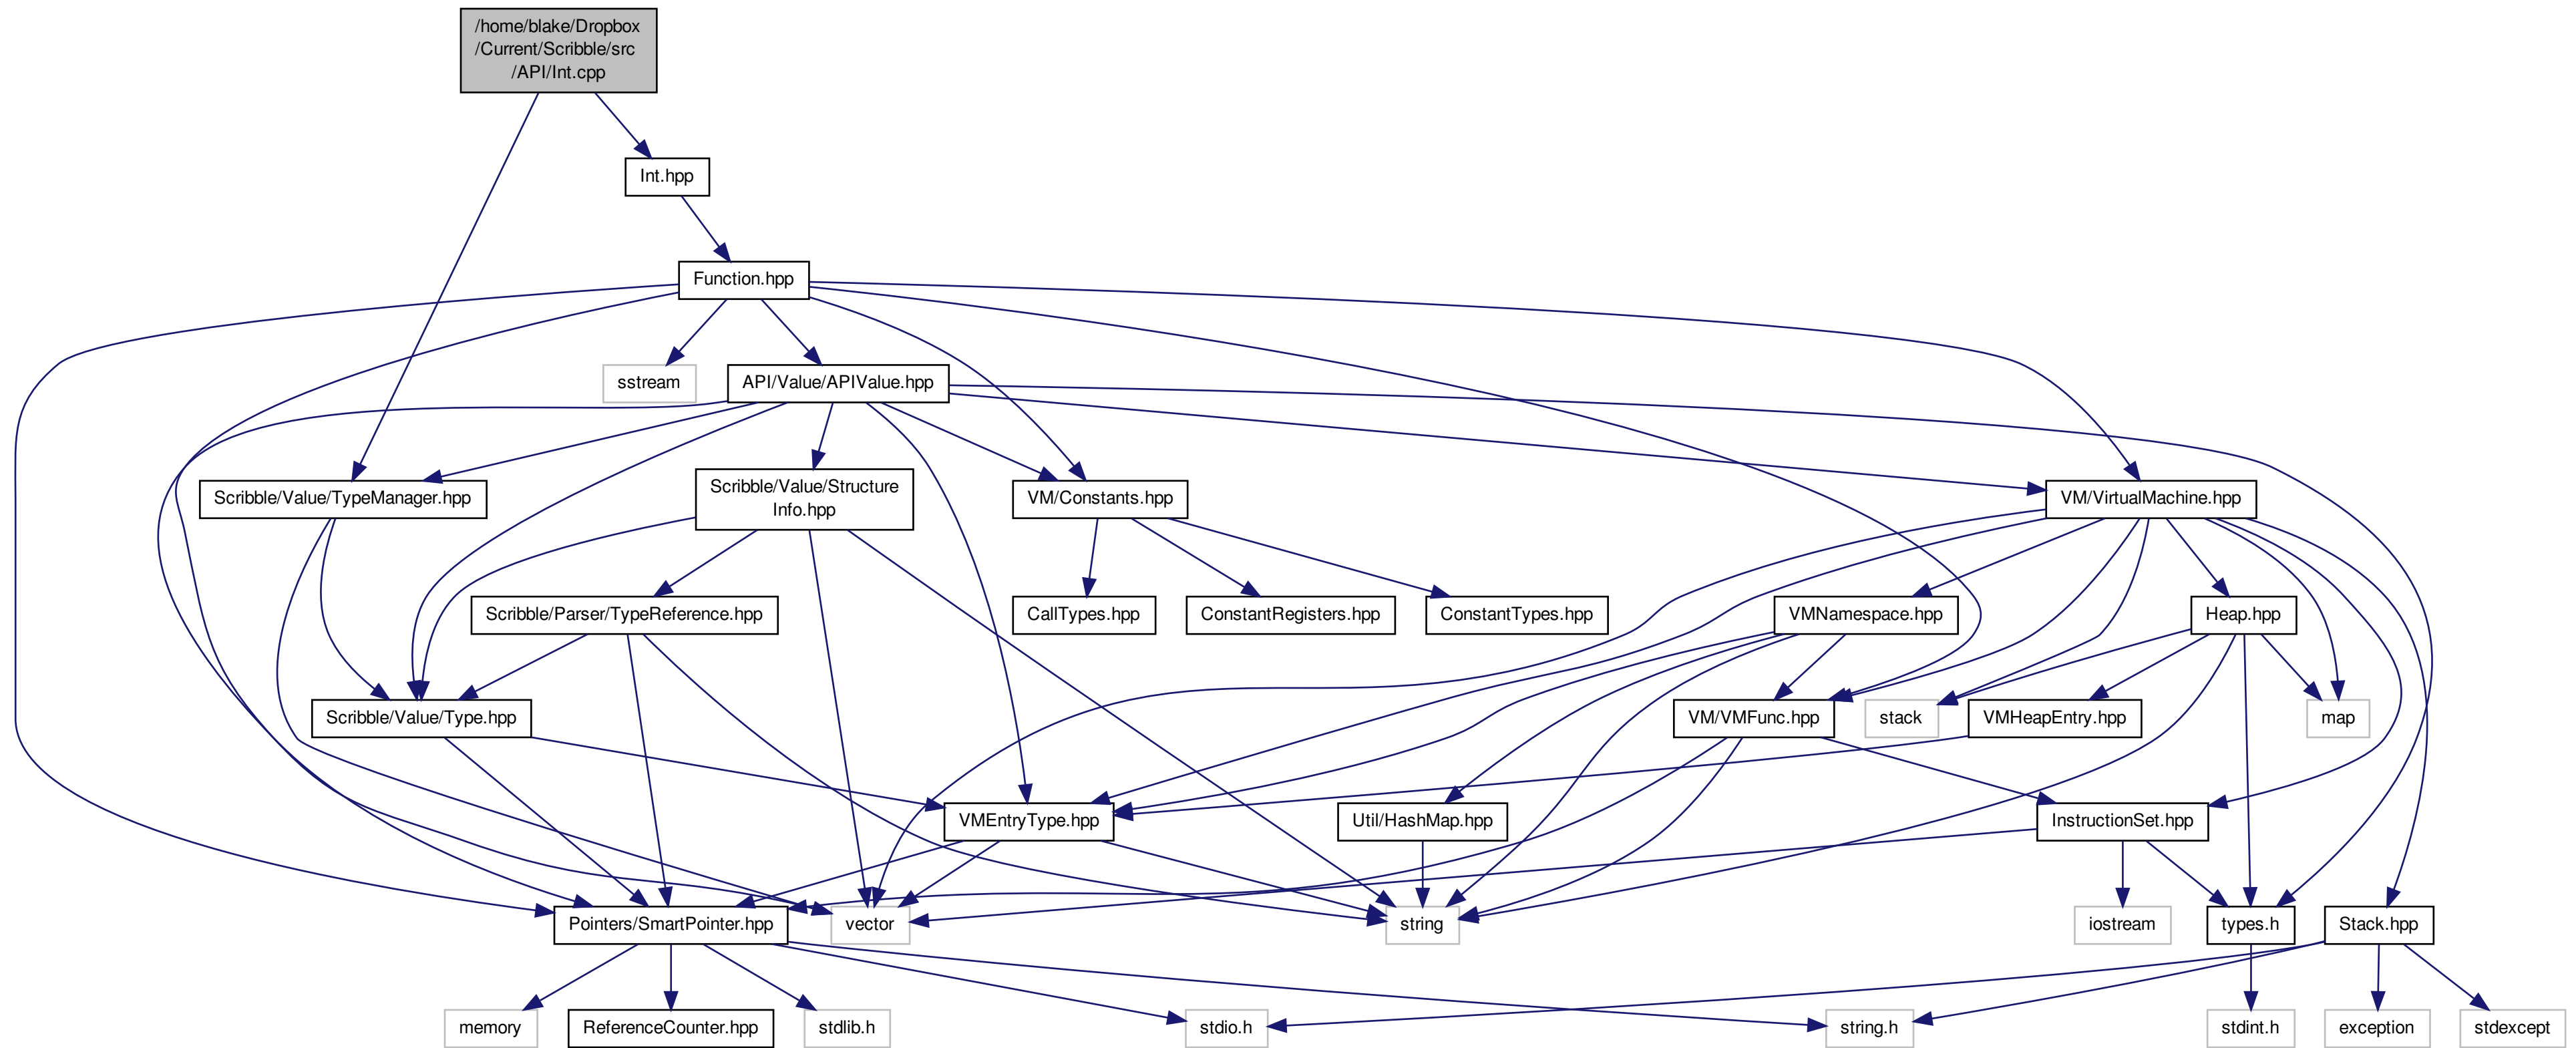 /home/blake/Dropbox
/Current/Scribble/src
/API/Int.cpp
Int.hpp
Function.hpp
sstream
API/Value/APIValue.hpp
Scribble/Value/TypeManager.hpp
Scribble/Value/Structure
Info.hpp
VM/Constants.hpp
VM/VirtualMachine.hpp
Scribble/Parser/TypeReference.hpp
CallTypes.hpp
ConstantRegisters.hpp
ConstantTypes.hpp
VMNamespace.hpp
Heap.hpp
Scribble/Value/Type.hpp
VM/VMFunc.hpp
stack
VMHeapEntry.hpp
map
VMEntryType.hpp
Util/HashMap.hpp
InstructionSet.hpp
Pointers/SmartPointer.hpp
vector
string
iostream
types.h
Stack.hpp
memory
ReferenceCounter.hpp
stdlib.h
stdio.h
string.h
stdint.h
exception
stdexcept